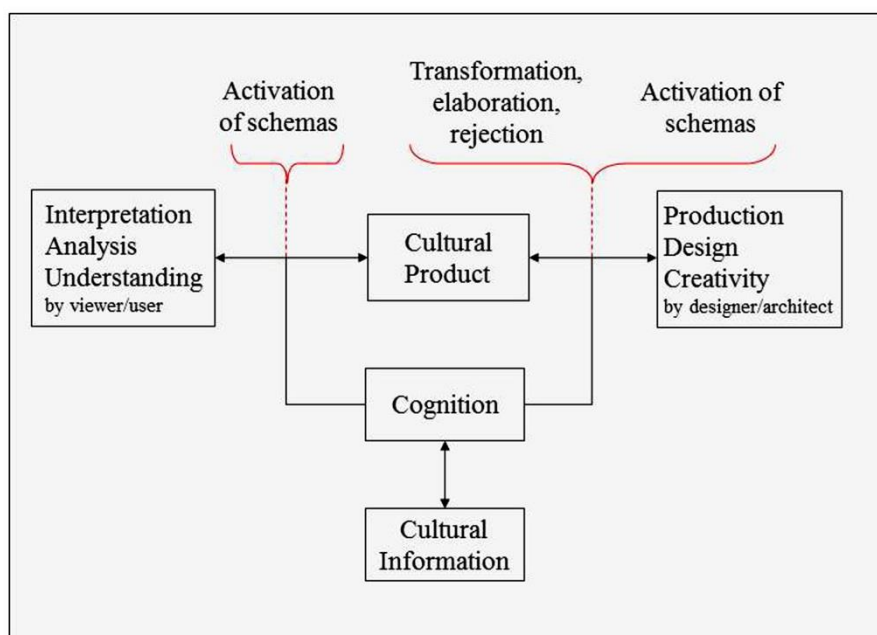 Activation
of schemas
Transformation,
elaboration,
rejection
Activation of
schemas
Interpretation
Analysis
Understanding
by viewer/user
Cultural
Product
Production
Design
Creativity
by designer/architect
Cognition
Cultural
Information